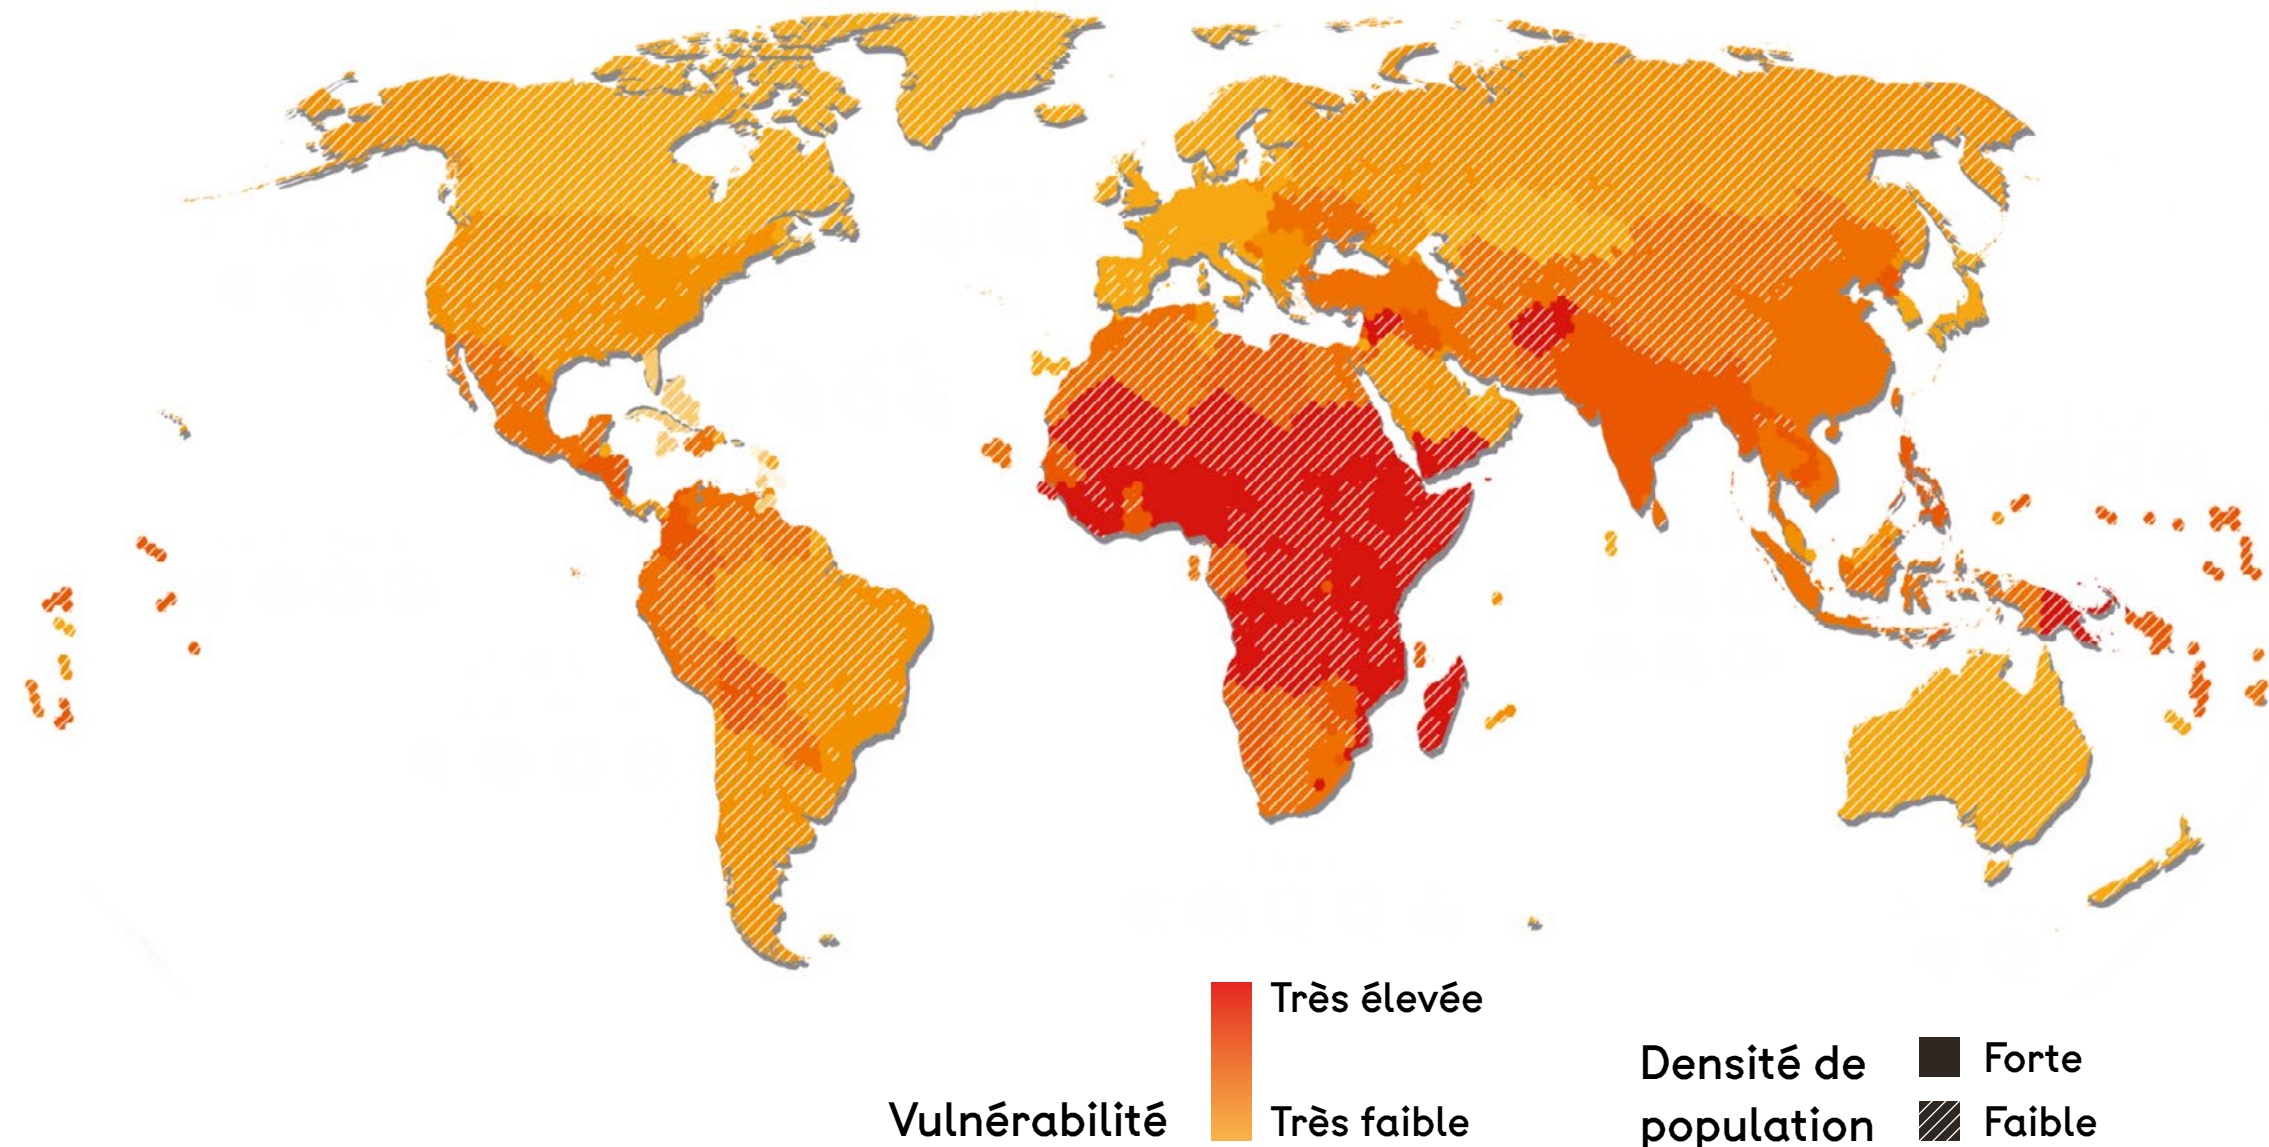 Très élevée
Vulnérabilité
Très faible
Densité de
population
Forte
Faible